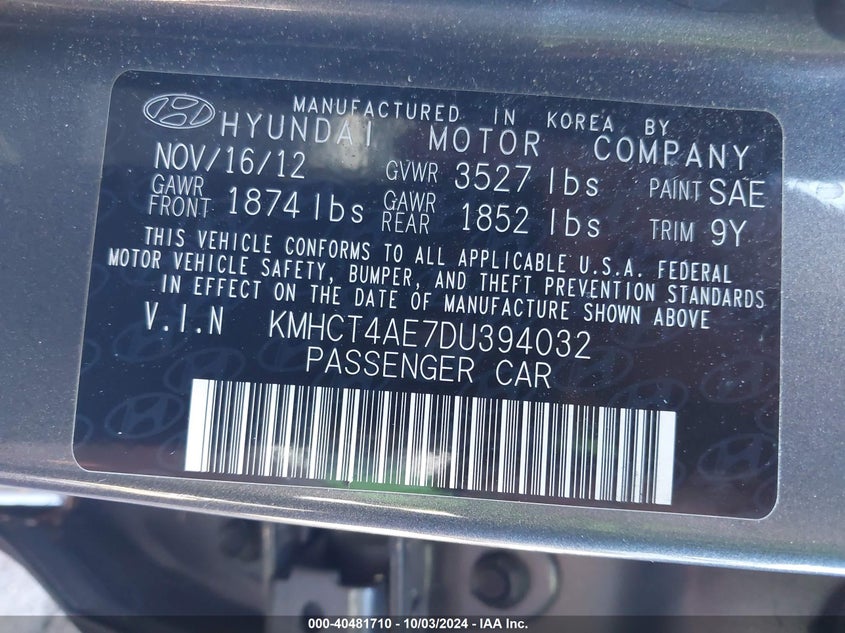 MANUFACTURED IN KOREA BY
HYUNDAI MOTOR COMPANY
NOV/16/12 GVWR 3527 lbs PAINT SAE
GAWR FRONT 1874 lbs GAWR REAR 1852 lbs TRIM 9Y
THIS VEHICLE CONFORMS TO ALL APPLICABLE U.S.A. FEDERAL
MOTOR VEHICLE SAFETY, BUMPER, AND THEFT PREVENTION STANDARDS
IN EFFECT ON THE DATE OF MANUFACTURE SHOWN ABOVE
V.I.N KMHCT4AE7DU394032
PASSENGER CAR
000-40481710 - 10/03/2024 - IAA Inc.